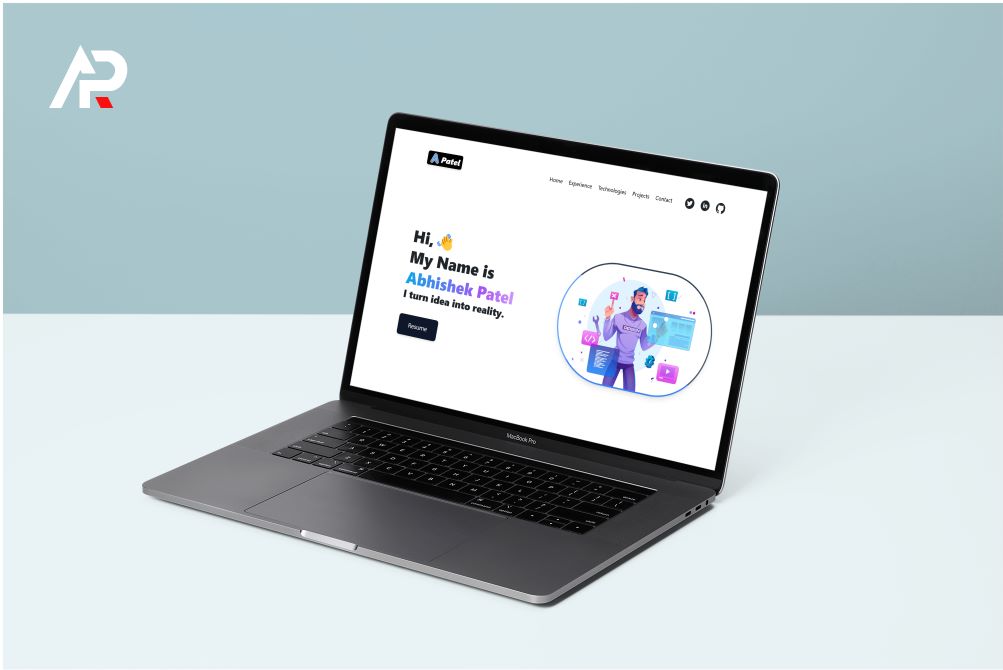 APR
Patel
Home Experience Technologies Projects Contact
Hi, 👋
My Name is
Abhishek Patel
I turn idea into reality.
Resume
MacBook Pro